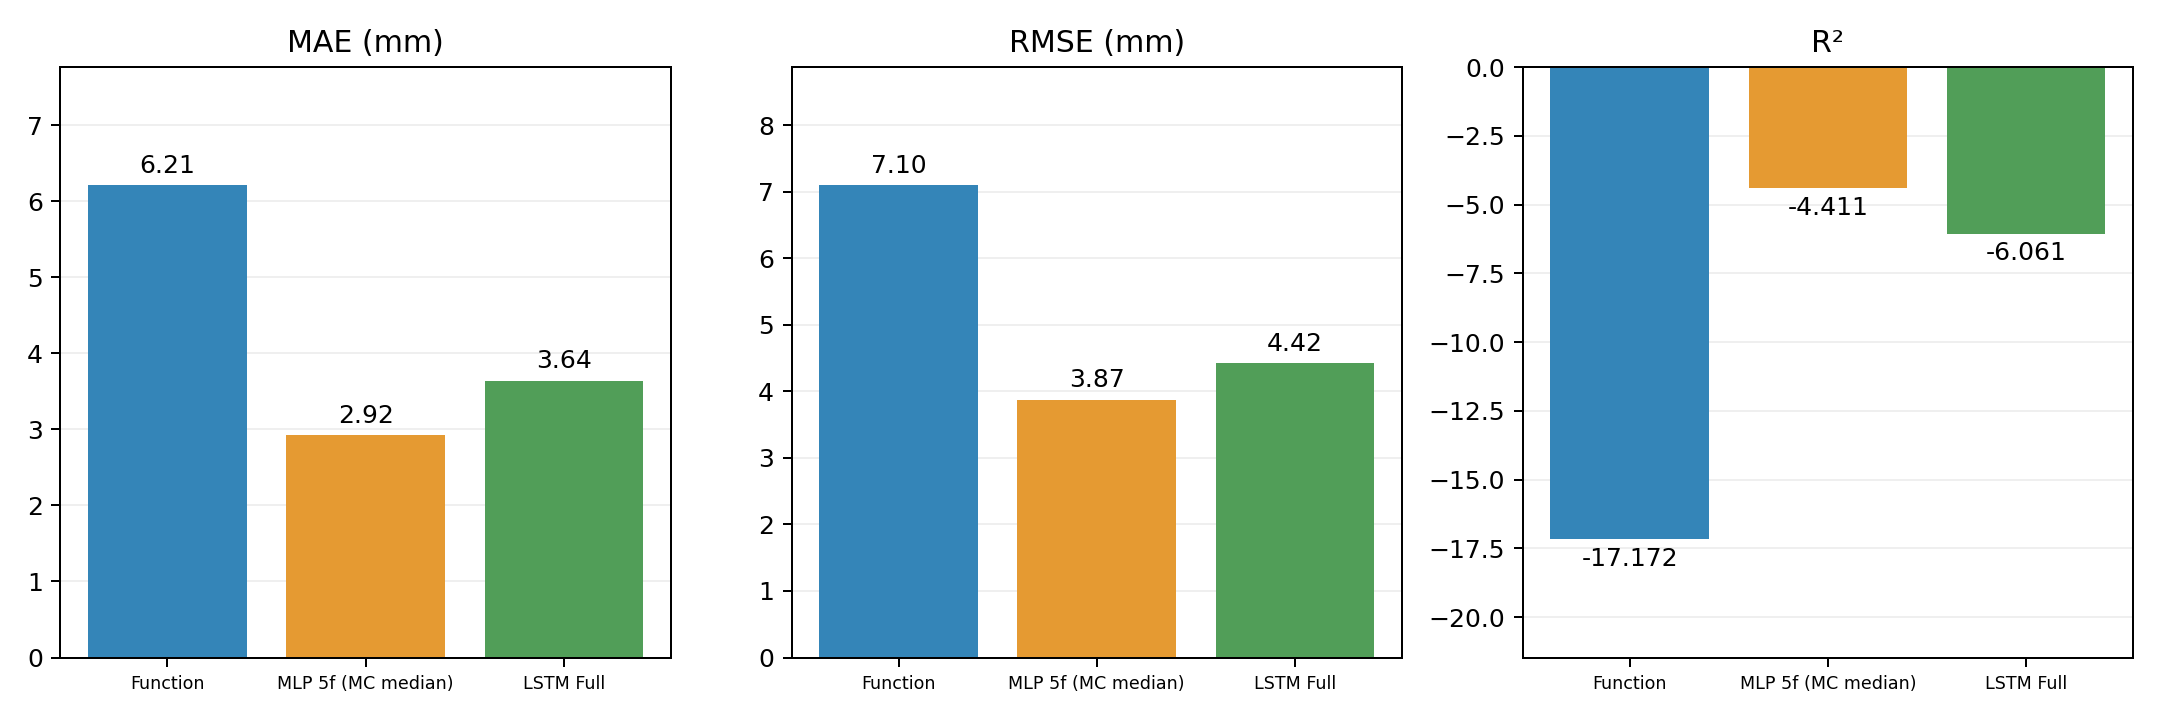 MAE (mm)
7
6
5
4
3
2
1
0
6.21
2.92
3.64
Function
MLP 5f (MC median)
LSTM Full
RMSE (mm)
8
7
6
5
4
3
2
1
0
7.10
3.87
4.42
Function
MLP 5f (MC median)
LSTM Full
R²
0.0
−2.5
−5.0
−7.5
−10.0
−12.5
−15.0
−17.5
−20.0
-17.172
-4.411
-6.061
Function
MLP 5f (MC median)
LSTM Full